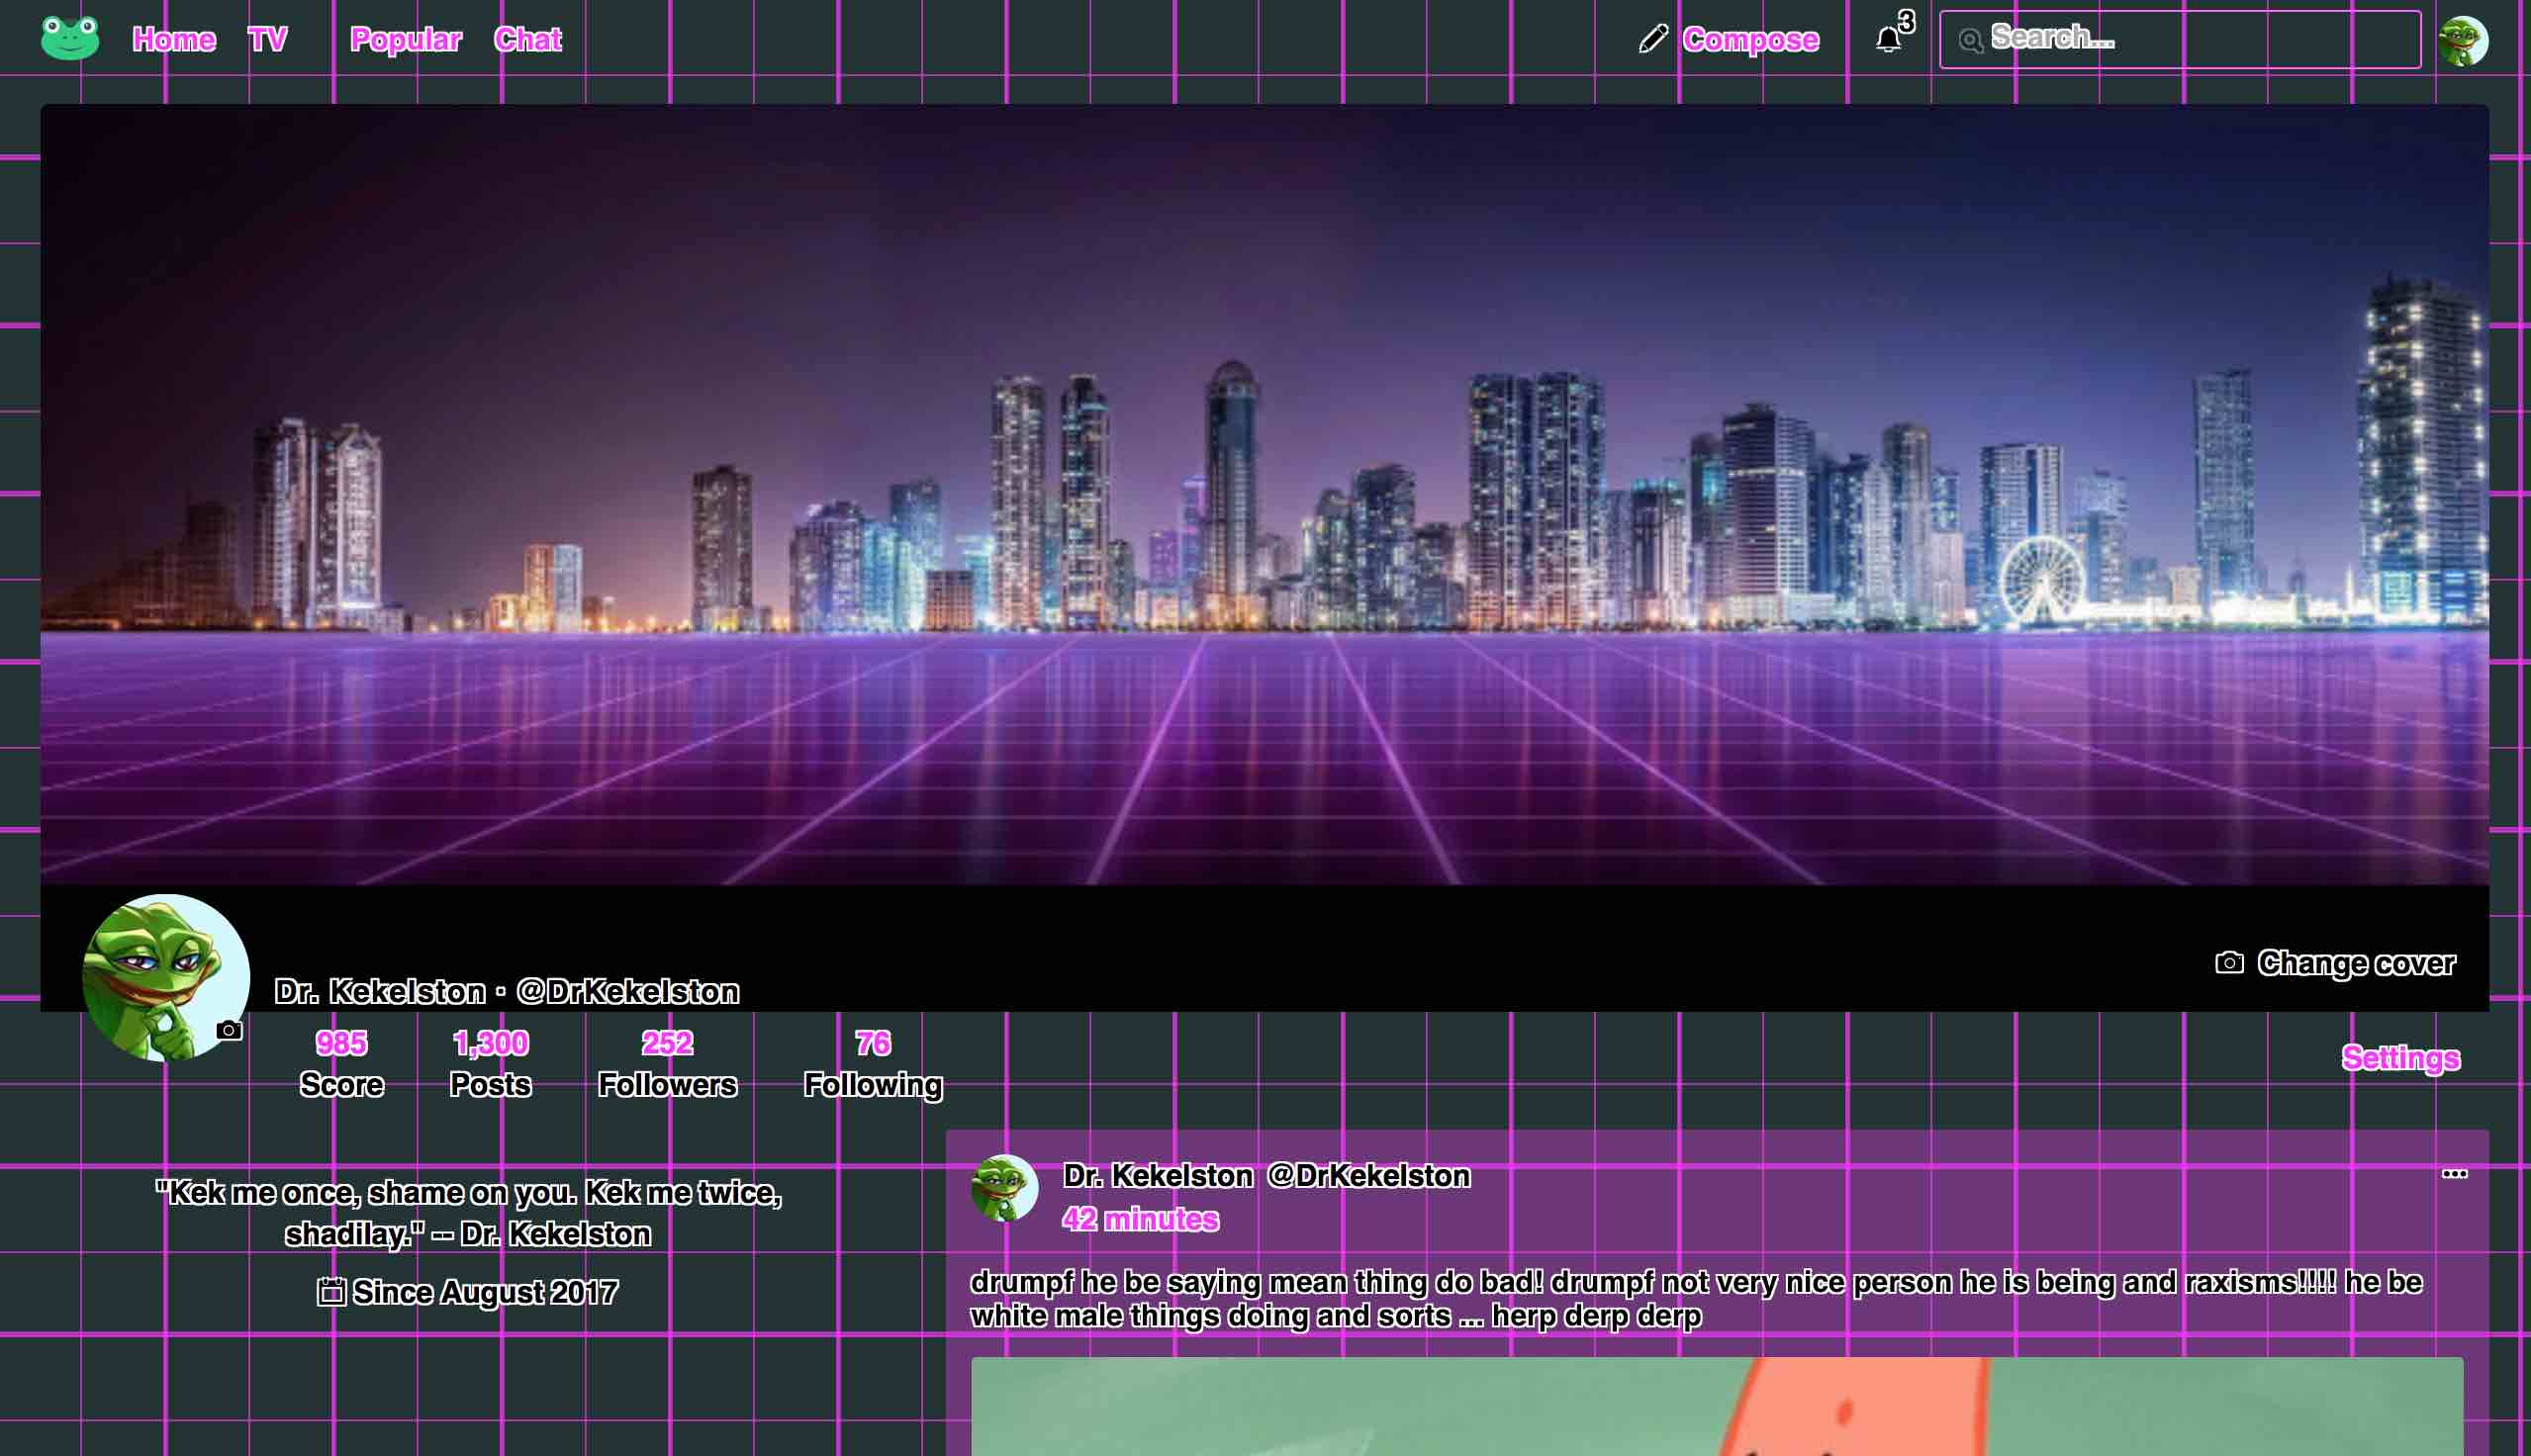 Home TV Popular Chat Compose 3 Search...
Dr. Kekelston · @DrKekelston
Change cover
985 1,300 252 76
Score Posts Followers Following
Settings
"Kek me once, shame on you. Kek me twice,
shadilay." -- Dr. Kekelston
Since August 2017
Dr. Kekelston @DrKekelston
...
42 minutes
drumpf he be saying mean thing do bad! drumpf not very nice person he is being and raxisms!!!! he be
white male things doing and sorts ... herp derp derp